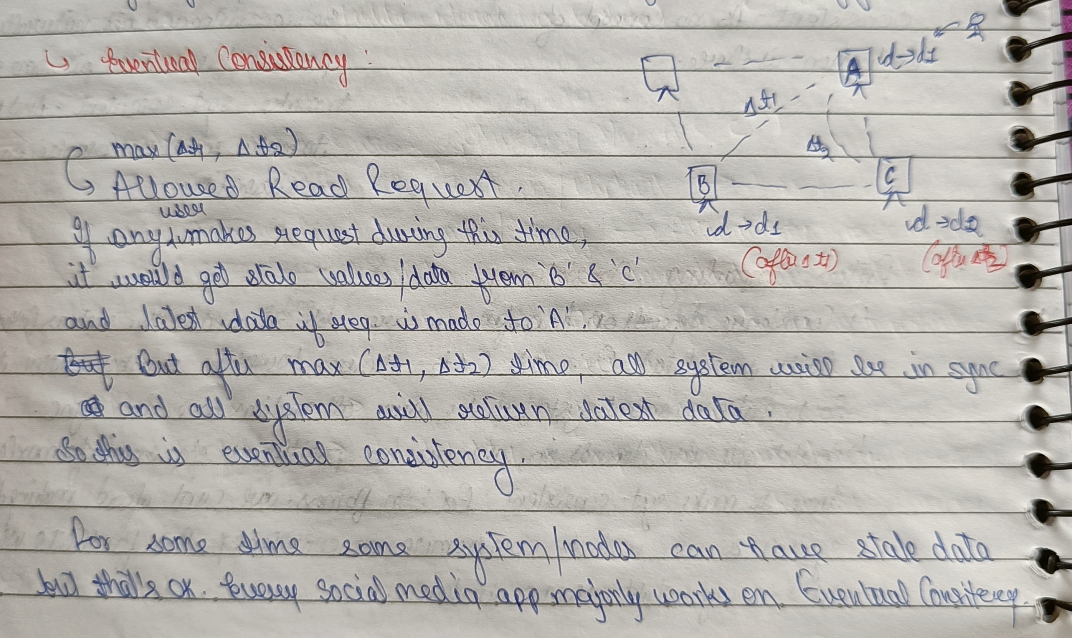 ↳ Eventual Consistency :
A
id→d1
Δt1
Δt2
B
C
id→d1
id→d2
(after Δt1)
(after Δt2)
max(Δt1, Δt2)
↳ Allowed Read Request.
If any user makes request during this time,
it would get stale values/data from 'B' & 'C'
and latest data if req. is made to 'A'.
But But after max (Δt1, Δt2) time, all system will be in sync
and all system will return latest data.
So this is eventual consistency.
For some time some system/nodes can have stale data
but that's ok. Every social media app majorly works on Eventual Consitency.